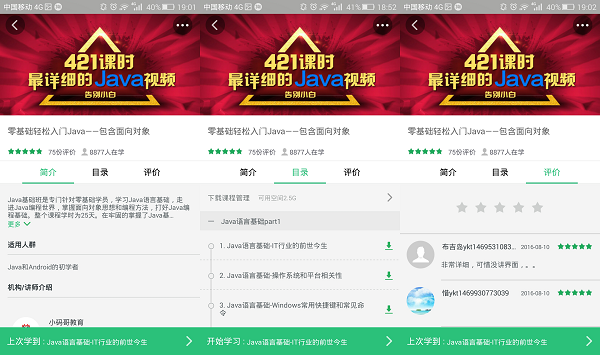 中国移动 4G
40% 19:01
421课时
最详细的Java视频
告别小白
零基础轻松入门Java——包含面向对象
75份评价 8877人在学
简介 目录 评价
Java基础班是专门针对零基础学员，学习Java语言基础，走
进Java编程世界，掌握面向对象思想和编程方法，打好Java编
程基础。整个课程学时为25天。在牢固的掌握了Java基...
更多
适用人群
Java和Android的初学者
机构/讲师介绍
小码哥教育
上次学到：Java语言基础-IT行业的前世今生
中国移动 4G
41% 18:52
421课时
最详细的Java视频
告别小白
零基础轻松入门Java——包含面向对象
75份评价 8877人在学
简介 目录 评价
下载课程管理 可用空间2.5G
Java语言基础part1
1. Java语言基础-IT行业的前世今生
2. Java语言基础-操作系统和平台相关性
3. Java语言基础-Windows常用快捷键和常见命
令
开始学习：Java语言基础-IT行业的前世今生
中国移动 4G
40% 19:02
421课时
最详细的Java视频
告别小白
零基础轻松入门Java——包含面向对象
75份评价 8877人在学
简介 目录 评价
布吉岛ykt1469531083... 2016-08-10
非常详细，可惜没讲界面，。。
惜ykt1469930773039 2016-08-10
上次学到：Java语言基础-IT行业的前世今生